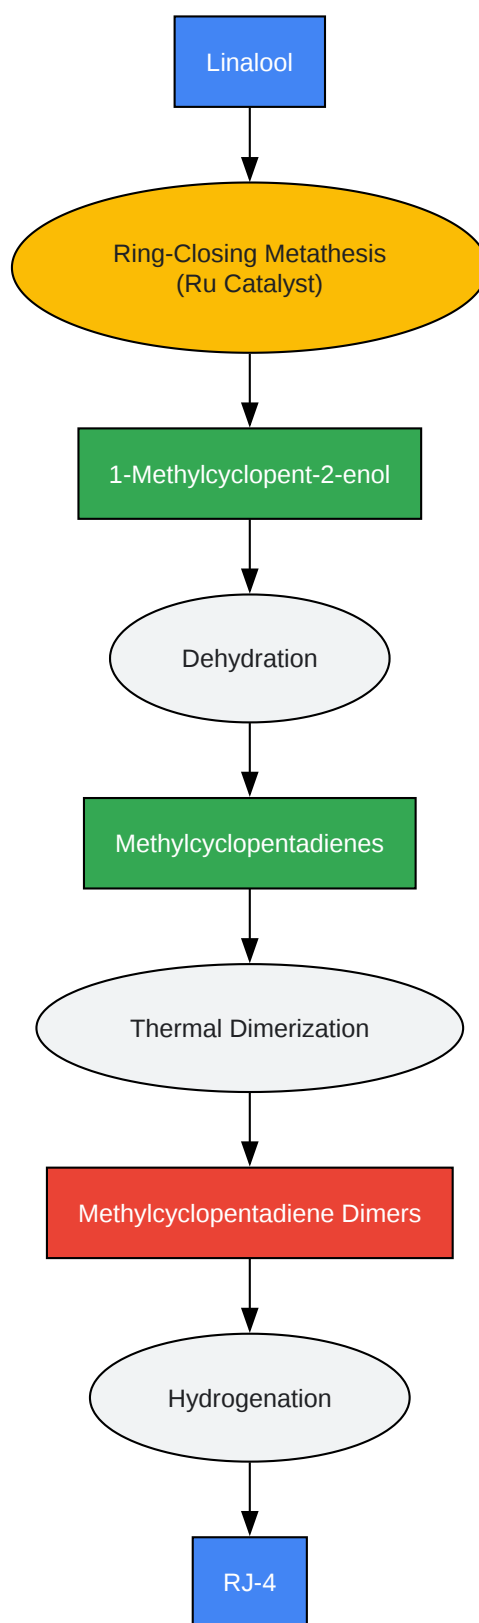 Linalool
Ring-Closing Metathesis
(Ru Catalyst)
1-Methylcyclopent-2-enol
Dehydration
Methylcyclopentadienes
Thermal Dimerization
Methylcyclopentadiene Dimers
Hydrogenation
RJ-4